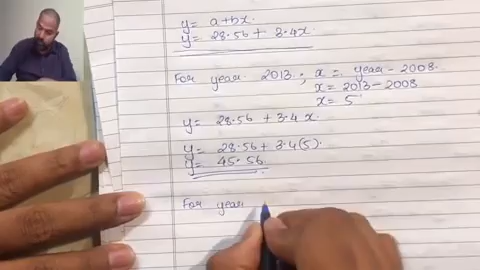 y = a+bx.
y = 28.56 + 3.4x
For year 2013 ; x = year - 2008.
x = 2013 - 2008
x = 5
y = 28.56 + 3.4 x.
y = 28.56 + 3.4(5).
y = 45.56.
For year